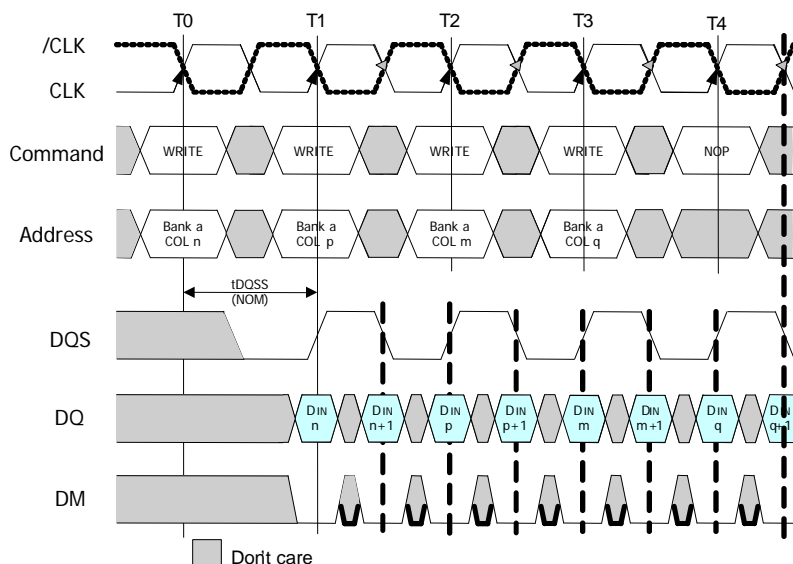 T0 T1 T2 T3 T4
/CLK
CLK
Command WRITE WRITE WRITE WRITE NOP
Address
Bank a Bank a Bank a Bank a
COL n COL p COL m COL q
tDQSS
(NOM)
DQS
DQ
DIN DIN DIN DIN DIN DIN DIN DIN
n n+1 p p+1 m m+1 q q+1
DM
Don't care